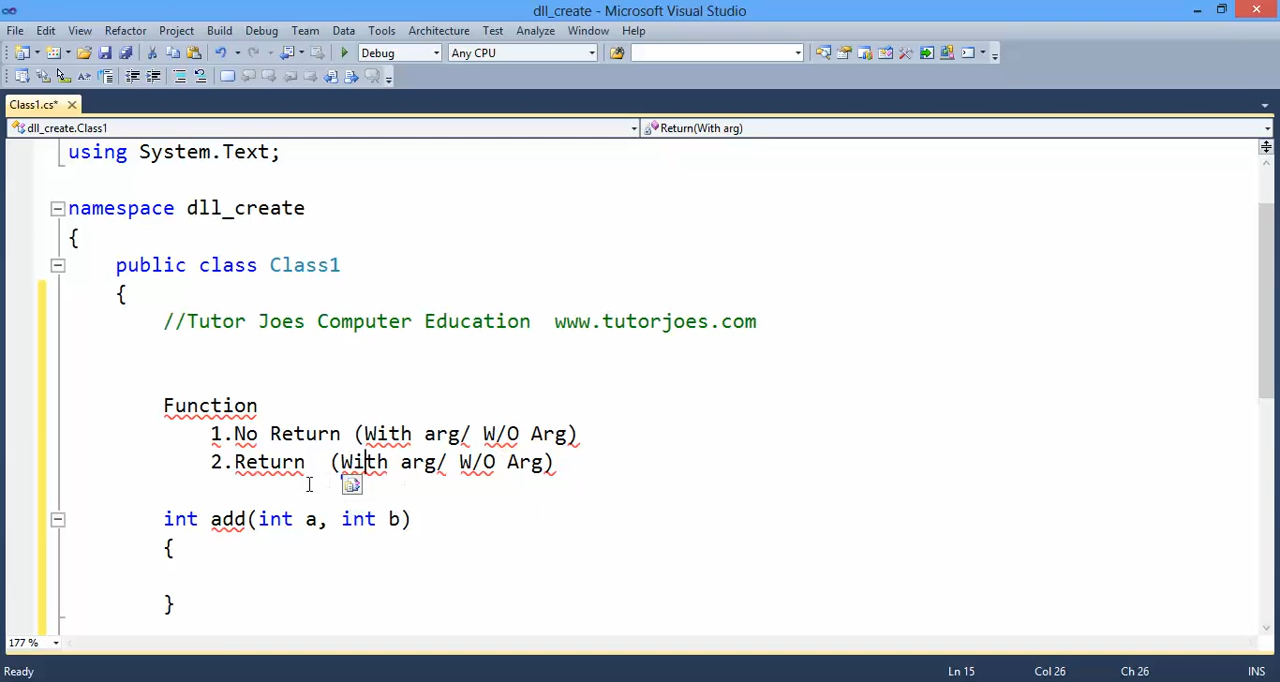 dll_create - Microsoft Visual Studio
File Edit View Refactor Project Build Debug Team Data Tools Architecture Test Analyze Window Help
Debug Any CPU
Class1.cs*
dll_create.Class1 Return(With arg)
using System.Text;
namespace dll_create
{
public class Class1
{
//Tutor Joes Computer Education www.tutorjoes.com
Function
1.No Return (With arg/ W/O Arg)
2.Return (With arg/ W/O Arg)
int add(int a, int b)
{
}
177 %
Ready Ln 15 Col 26 Ch 26 INS